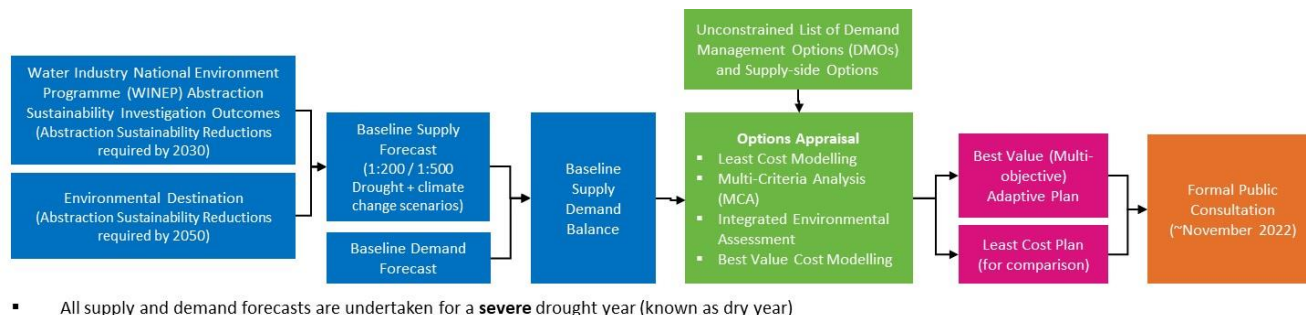 Water Industry National Environment
Programme (WINEP) Abstraction
Sustainability Investigation Outcomes
(Abstraction Sustainability Reductions
required by 2030)
Environmental Destination
(Abstraction Sustainability Reductions
required by 2050)
Baseline Supply
Forecast
(1:200 / 1:500
Drought + climate
change scenarios)
Baseline Demand
Forecast
Baseline
Supply
Demand
Balance
Unconstrained List of Demand
Management Options (DMOs)
and Supply-side Options
Options Appraisal
▪ Least Cost Modelling
▪ Multi-Criteria Analysis
(MCA)
▪ Integrated Environmental
Assessment
▪ Best Value Cost Modelling
Best Value (Multi-
objective)
Adaptive Plan
Least Cost Plan
(for comparison)
Formal Public
Consultation
(~November 2022)
▪ All supply and demand forecasts are undertaken for a severe drought year (known as dry year)